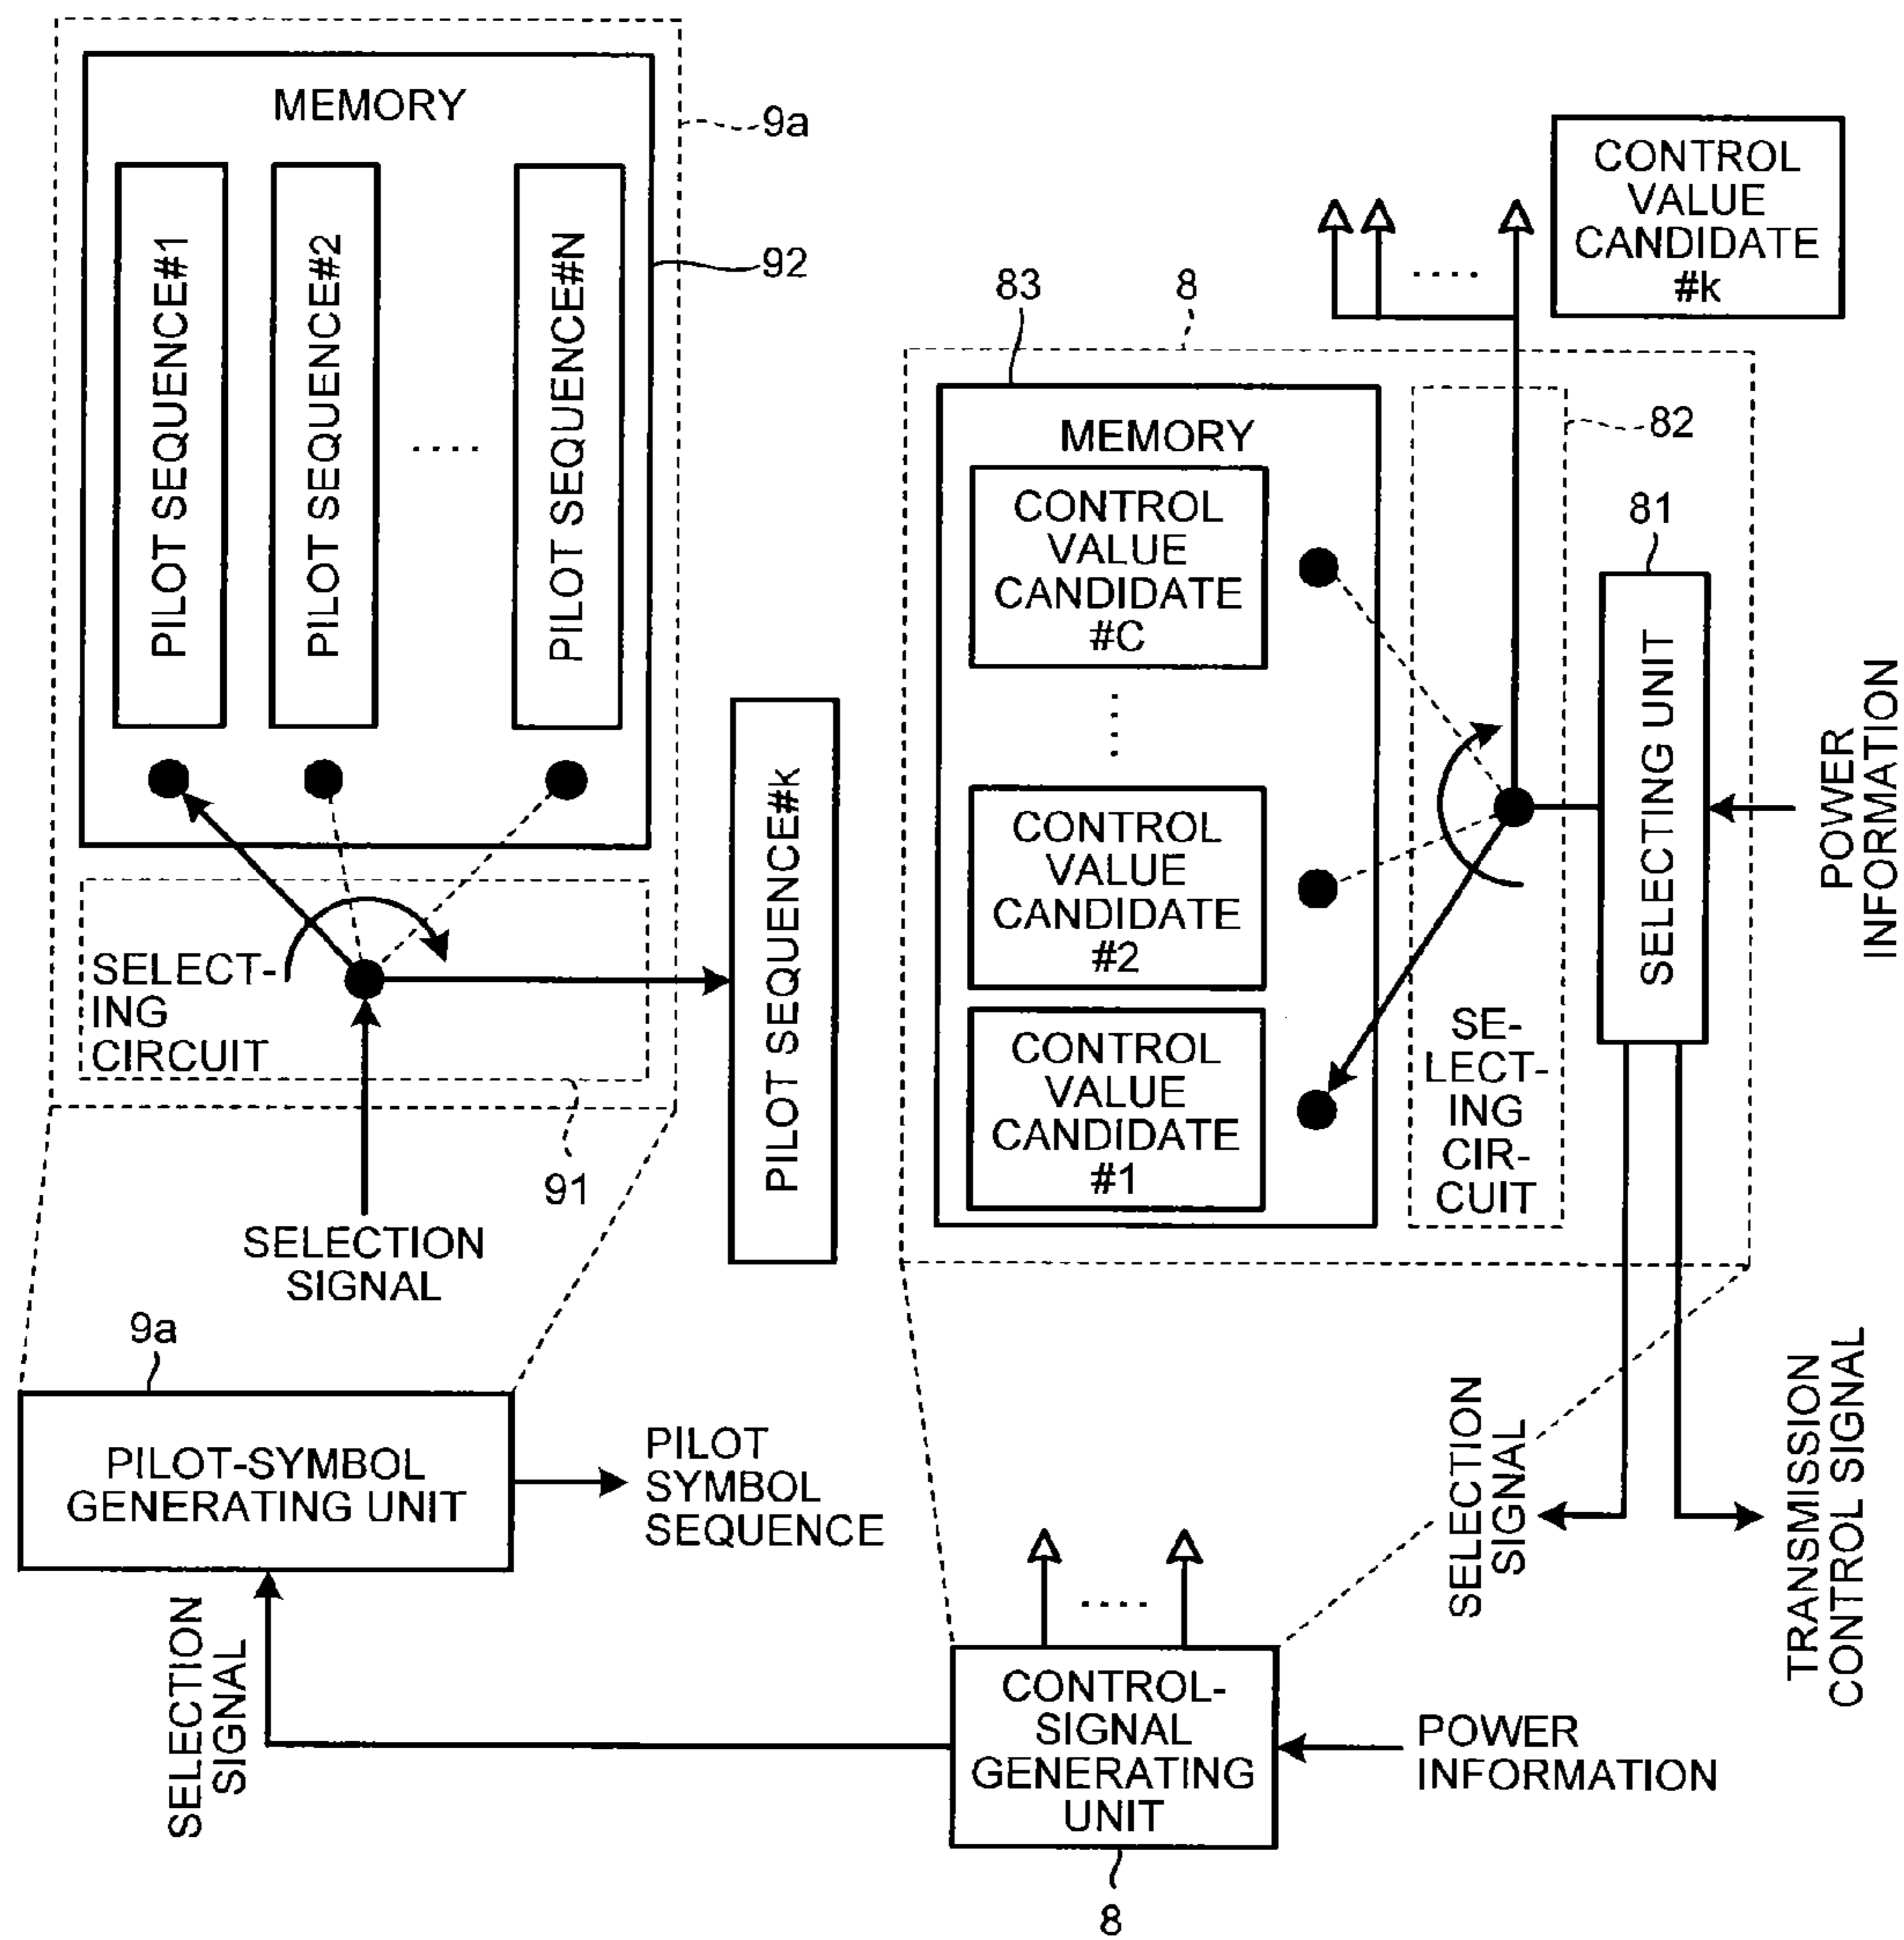 MEMORY
PILOT SEQUENCE#1
PILOT SEQUENCE#2
....
PILOT SEQUENCE#N
9a
92
SELECT-
ING
CIRCUIT
91
SELECTION
SIGNAL
PILOT SEQUENCE#k
9a
PILOT-SYMBOL
GENERATING UNIT
PILOT
SYMBOL
SEQUENCE
SELECTION
SIGNAL
CONTROL
VALUE
CANDIDATE
#k
....
83
8
MEMORY
CONTROL
VALUE
CANDIDATE
#C
....
CONTROL
VALUE
CANDIDATE
#2
CONTROL
VALUE
CANDIDATE
#1
82
SE-
LECT-
ING
CIR-
CUIT
81
SELECTING UNIT
POWER
INFORMATION
SELECTION
SIGNAL
TRANSMISSION
CONTROL SIGNAL
....
CONTROL-
SIGNAL
GENERATING
UNIT
POWER
INFORMATION
8